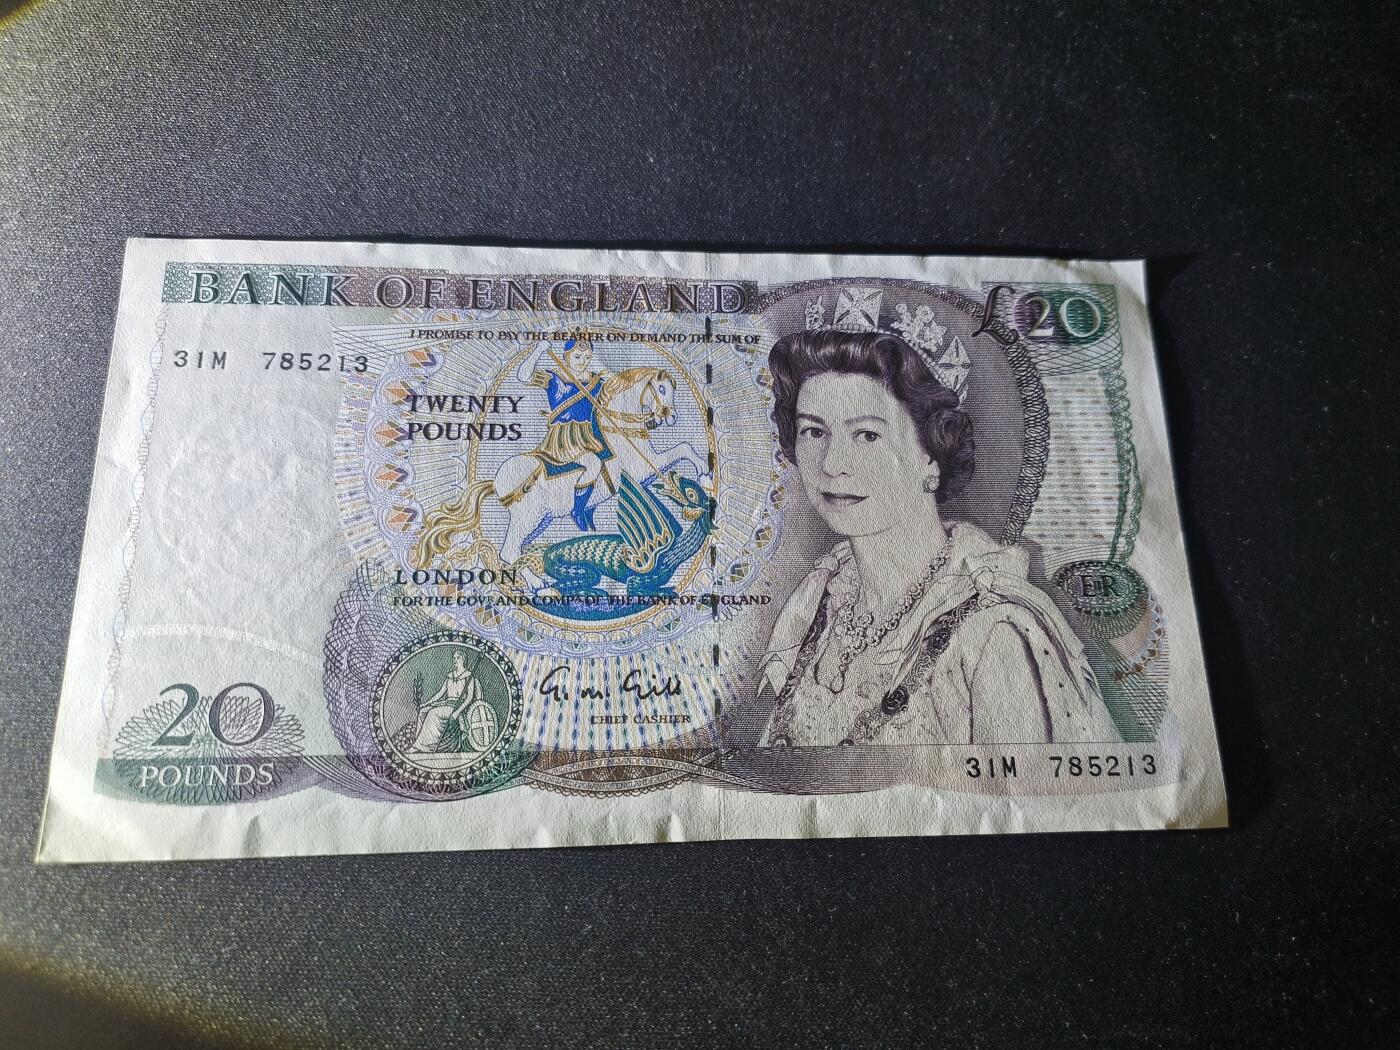 BANK OF ENGLAND
£20
I PROMISE TO PAY THE BEARER ON DEMAND THE SUM OF
31M 785213
TWENTY
POUNDS
LONDON
FOR THE GOVR AND COMPA OF THE BANK OF ENGLAND
E R
G. M. Gill
CHIEF CASHIER
20
POUNDS
31M 785213